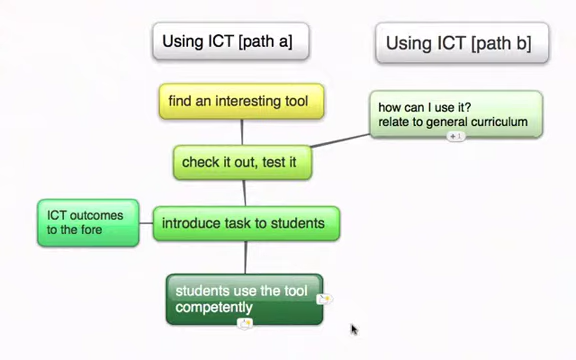 Using ICT [path a]
Using ICT [path b]
find an interesting tool
how can I use it?
relate to general curriculum
+1
check it out, test it
ICT outcomes
to the fore
introduce task to students
students use the tool
competently